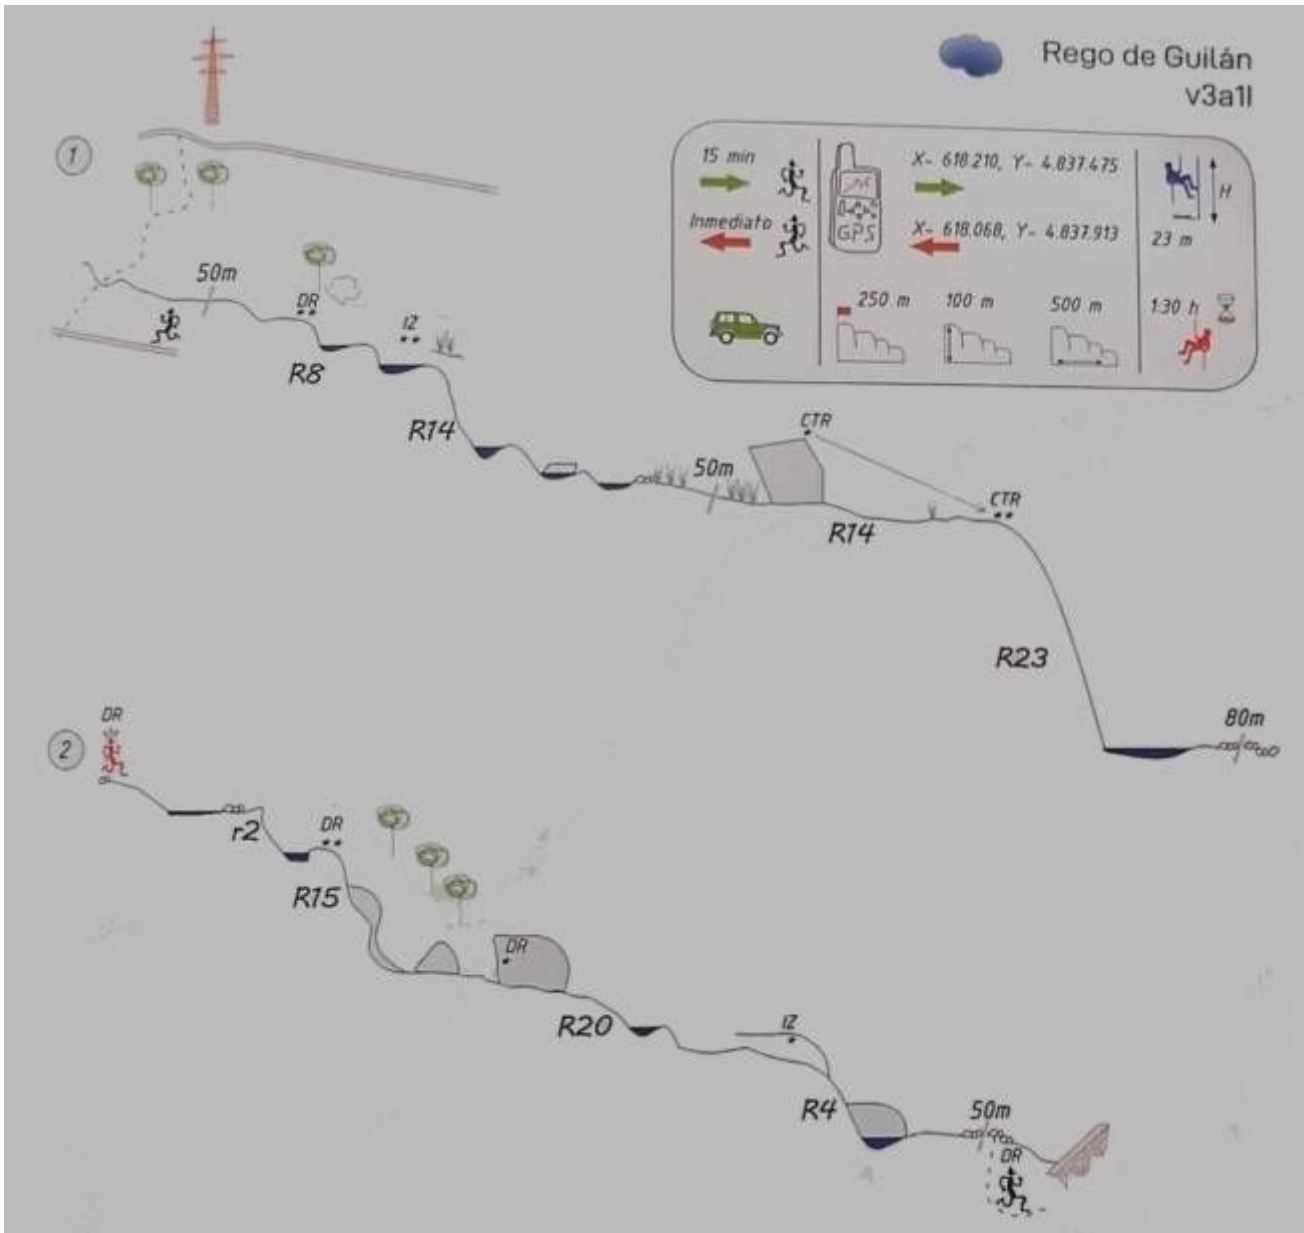 Rego de Guilán
v3a1I
1
15 min
X- 618.210, Y- 4.837.475
H
Inmediato
GPS
X- 618.068, Y- 4.837.913
23 m
250 m
100 m
500 m
1:30 h
50m
DR
R8
IZ
R14
CTR
50m
R14
CTR
R23
80m
2
DR
r2
DR
R15
DR
R20
IZ
R4
50m
DR